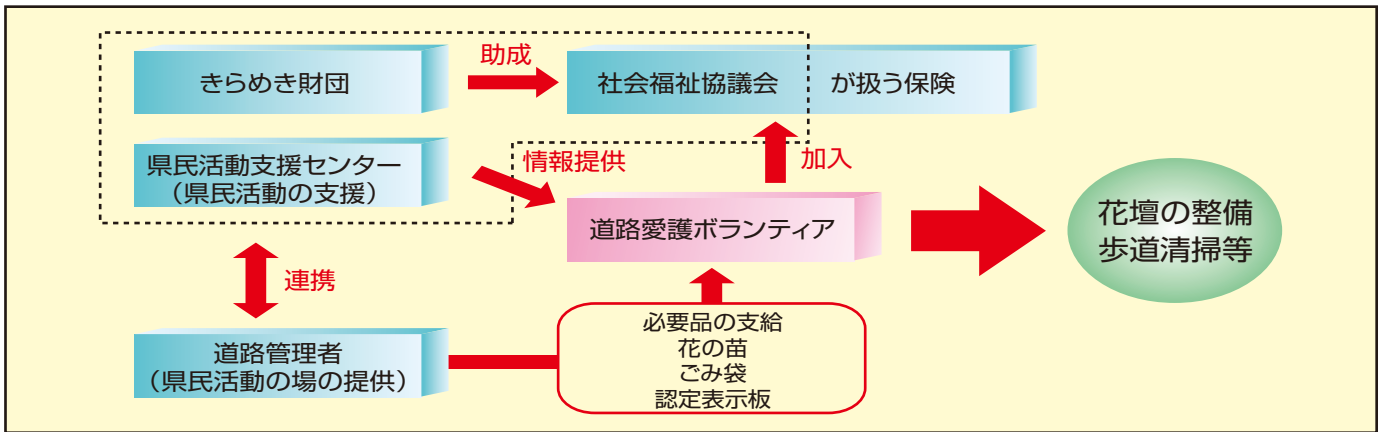 きらめき財団
助成
社会福祉協議会 が扱う保険
県民活動支援センター
（県民活動の支援）
情報提供
加入
道路愛護ボランティア
花壇の整備
歩道清掃等
連携
道路管理者
（県民活動の場の提供）
必要品の支給
花の苗
ごみ袋
認定表示板